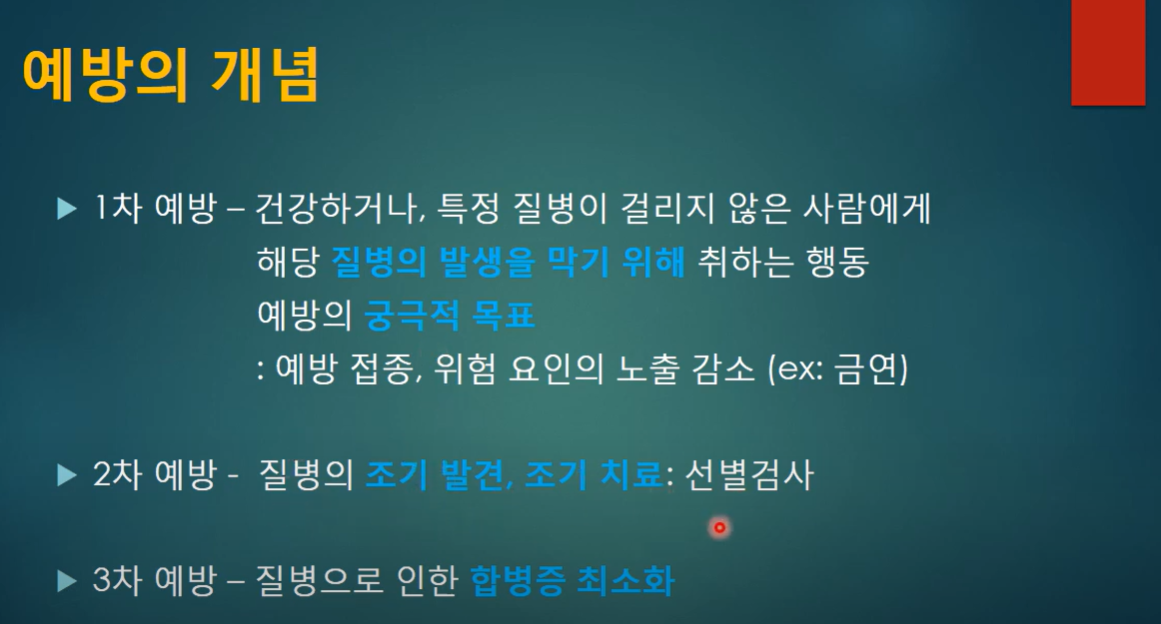 예방의 개념
▶ 1차 예방 – 건강하거나, 특정 질병이 걸리지 않은 사람에게
해당 질병의 발생을 막기 위해 취하는 행동
예방의 궁극적 목표
: 예방 접종, 위험 요인의 노출 감소 (ex: 금연)
▶ 2차 예방 - 질병의 조기 발견, 조기 치료: 선별검사
▶ 3차 예방 – 질병으로 인한 합병증 최소화